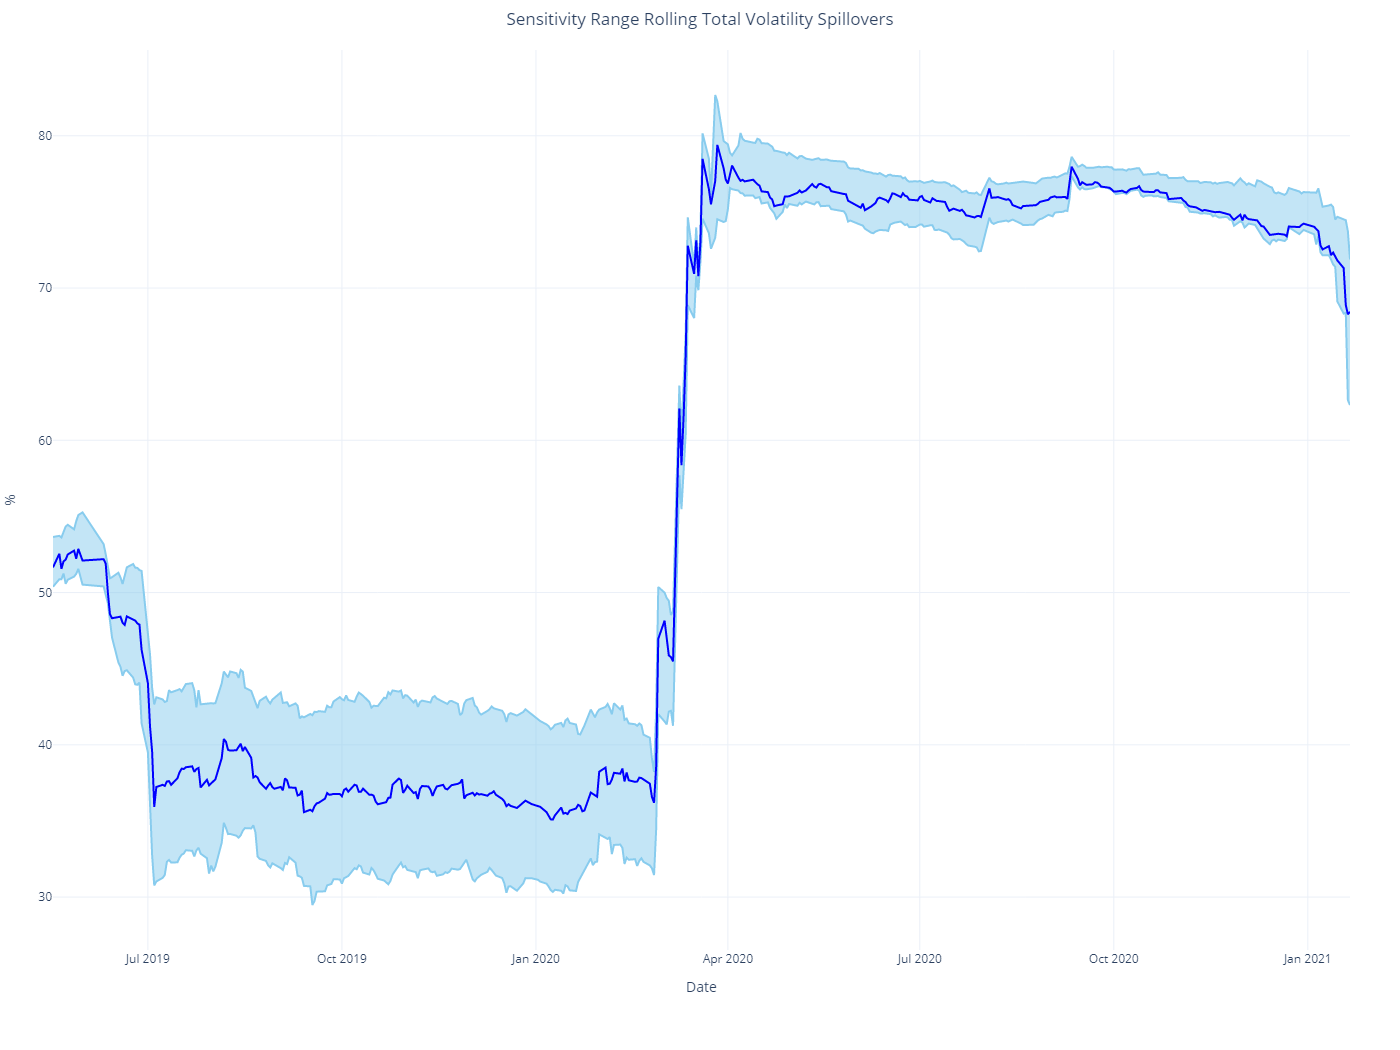 Sensitivity Range Rolling Total Volatility Spillovers
80
70
60
50
40
30
%
Jul 2019
Oct 2019
Jan 2020
Apr 2020
Jul 2020
Oct 2020
Jan 2021
Date